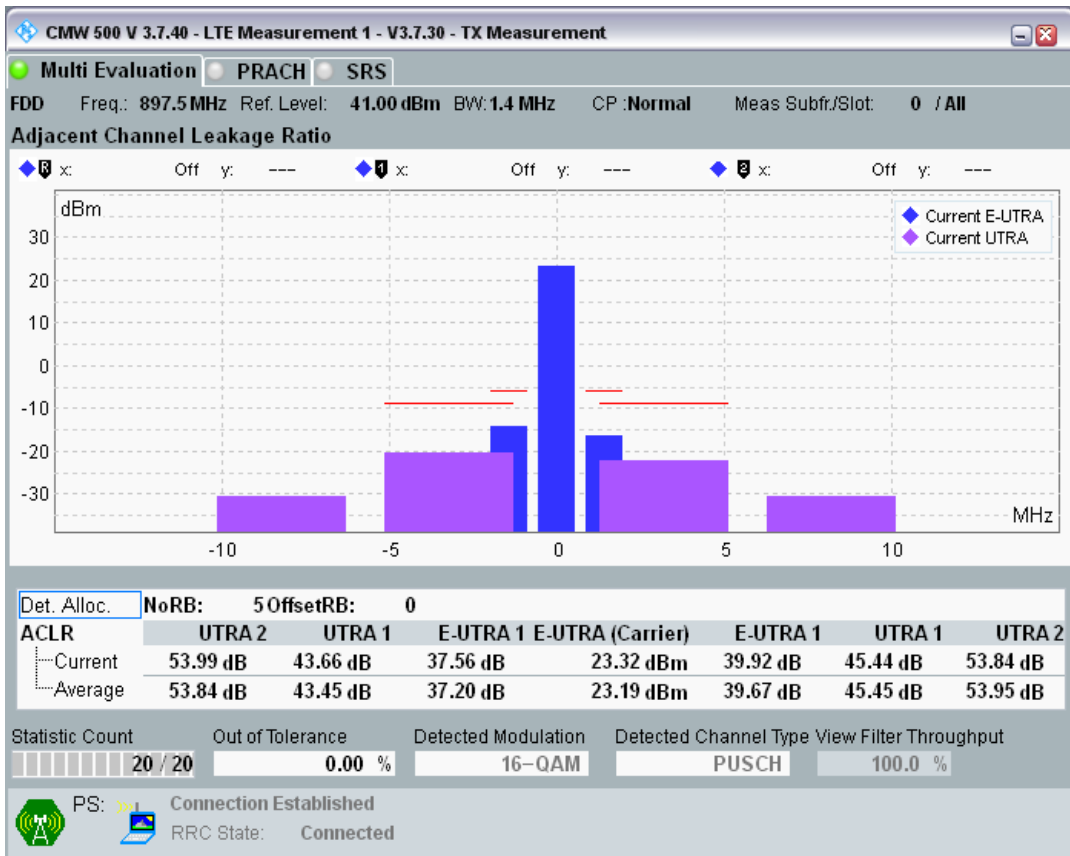 CMW 500 V 3.7.40 - LTE Measurement 1 - V3.7.30 - TX Measurement
Multi Evaluation PRACH SRS
FDD Freq.: 897.5 MHz Ref. Level: 41.00 dBm BW: 1.4 MHz CP :Normal Meas Subfr./Slot: 0 / All
Adjacent Channel Leakage Ratio
R x: Off y: --- 1 x: Off y: --- 2 x: Off y: ---
dBm
Current E-UTRA
Current UTRA
30
20
10
0
-10
-20
-30
MHz
-10 -5 0 5 10
Det. Alloc. NoRB: 5 OffsetRB: 0
ACLR UTRA 2 UTRA 1 E-UTRA 1 E-UTRA (Carrier) E-UTRA 1 UTRA 1 UTRA 2
Current 53.99 dB 43.66 dB 37.56 dB 23.32 dBm 39.92 dB 45.44 dB 53.84 dB
Average 53.84 dB 43.45 dB 37.20 dB 23.19 dBm 39.67 dB 45.45 dB 53.95 dB
Statistic Count Out of Tolerance Detected Modulation Detected Channel Type View Filter Throughput
20 / 20 0.00 % 16-QAM PUSCH 100.0 %
PS: Connection Established
RRC State: Connected